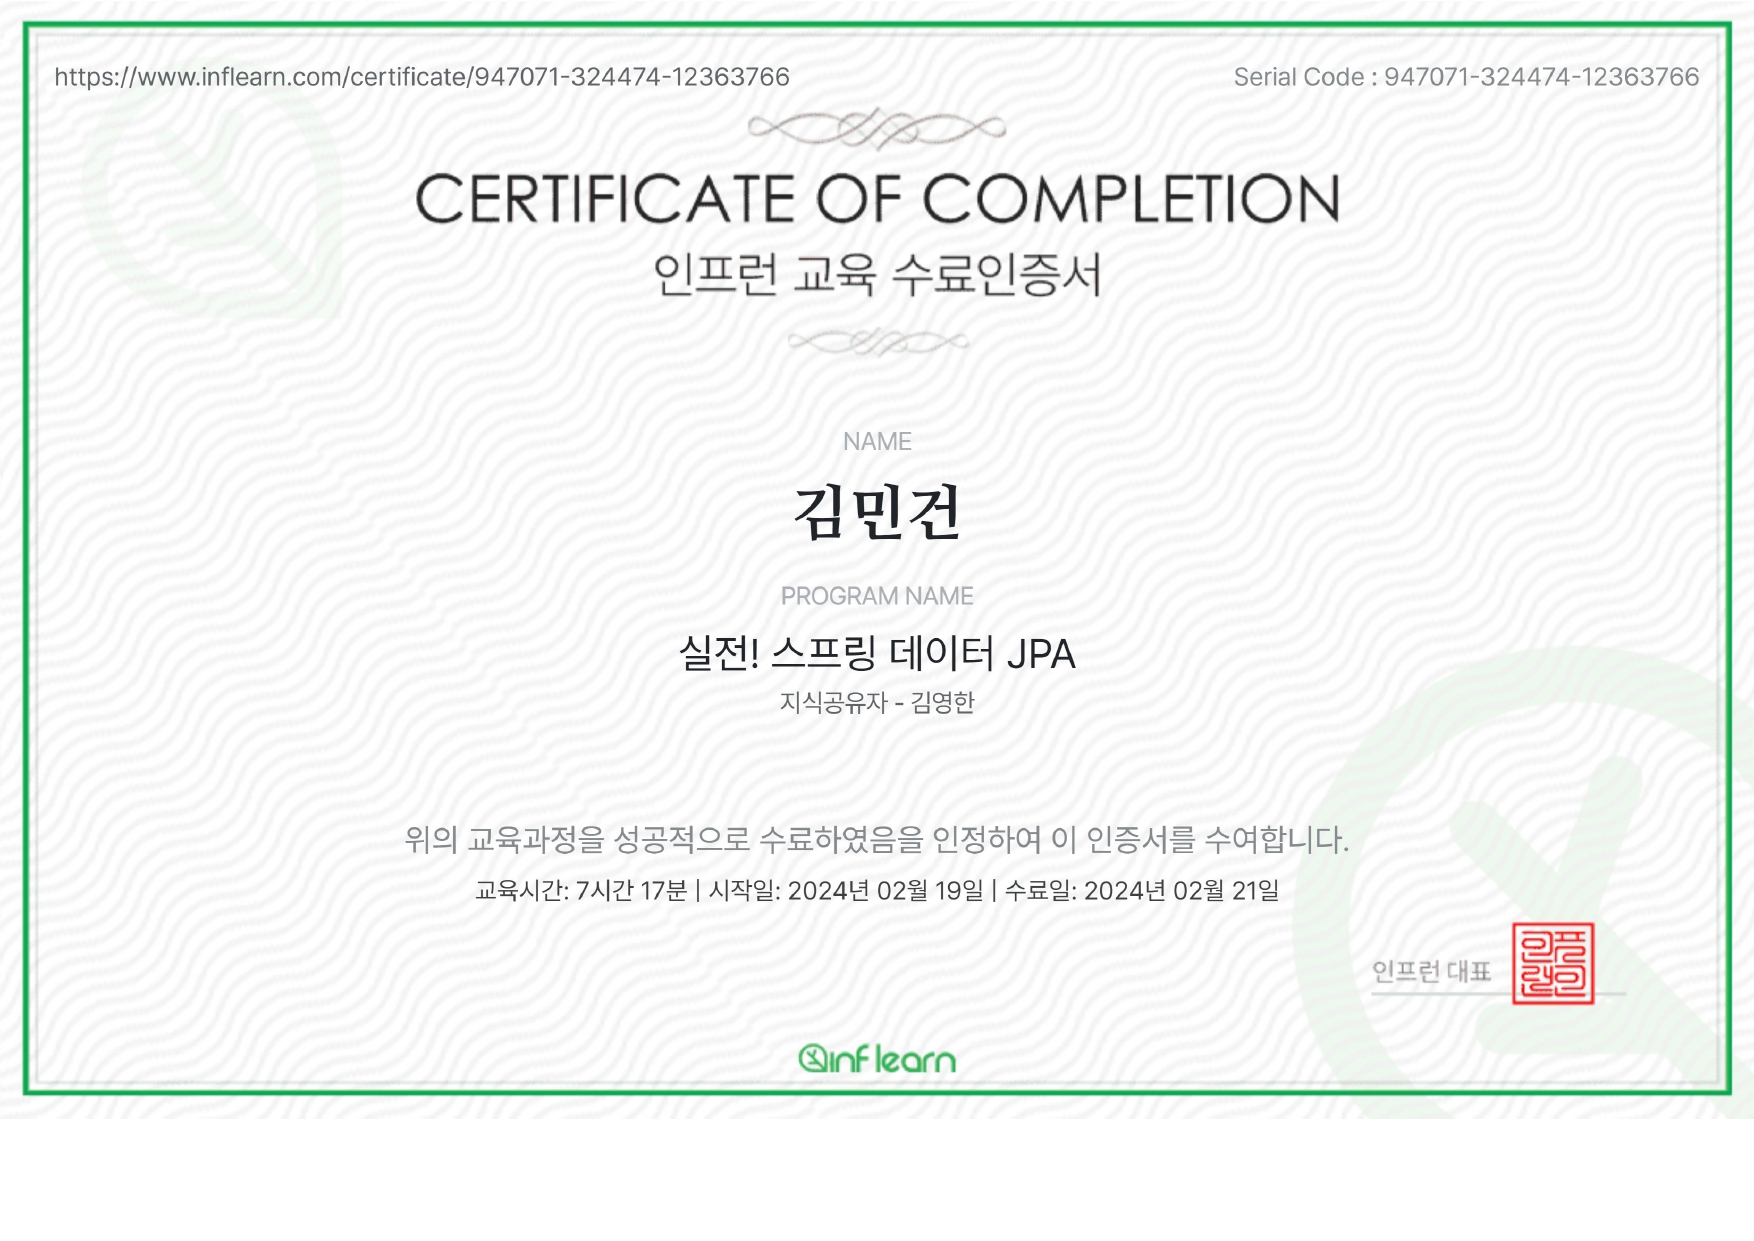 https://www.inflearn.com/certificate/947071-324474-12363766
Serial Code : 947071-324474-12363766
CERTIFICATE OF COMPLETION
인프런 교육 수료인증서
NAME
김민건
PROGRAM NAME
실전! 스프링 데이터 JPA
지식공유자 - 김영한
위의 교육과정을 성공적으로 수료하였음을 인정하여 이 인증서를 수여합니다.
교육시간: 7시간 17분 | 시작일: 2024년 02월 19일 | 수료일: 2024년 02월 21일
인프런 대표
inflearn